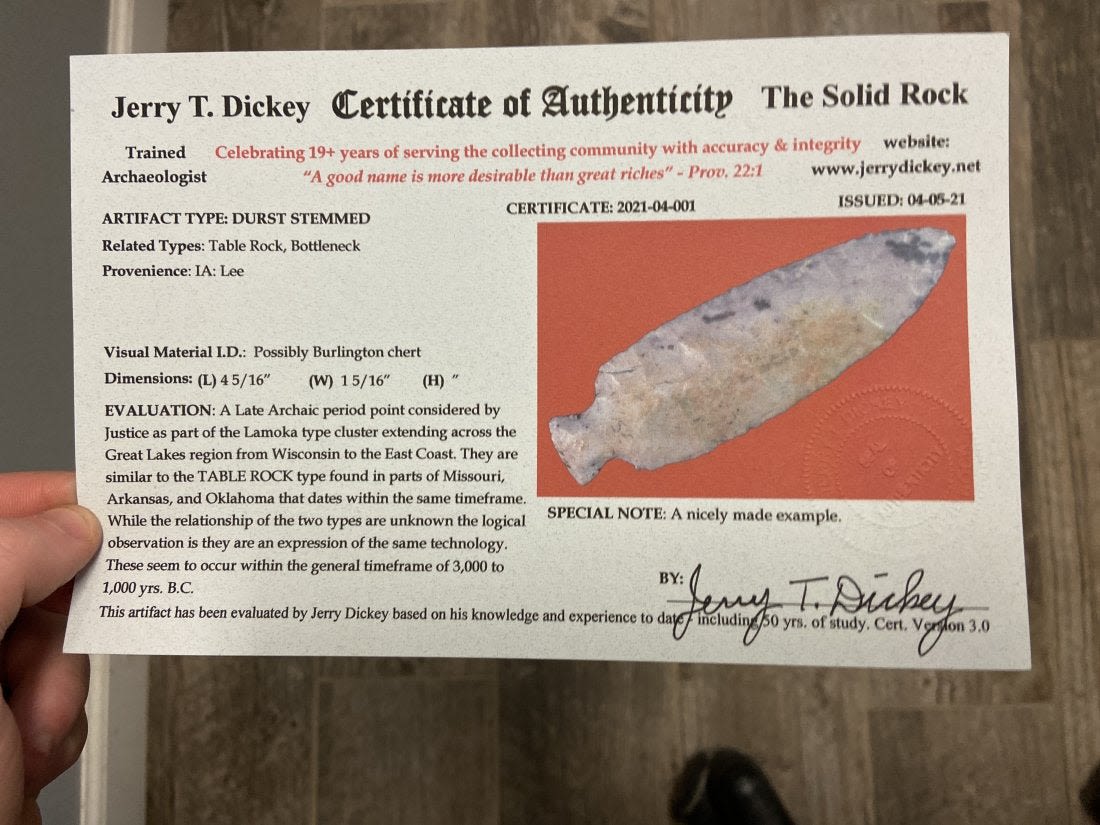 Jerry T. Dickey Certificate of Authenticity The Solid Rock
Trained Archaeologist
Celebrating 19+ years of serving the collecting community with accuracy & integrity
"A good name is more desirable than great riches" - Prov. 22:1
website:
www.jerrydickey.net
CERTIFICATE: 2021-04-001
ISSUED: 04-05-21
ARTIFACT TYPE: DURST STEMMED
Related Types: Table Rock, Bottleneck
Provenience: IA: Lee
Visual Material I.D.: Possibly Burlington chert
Dimensions: (L) 4 5/16" (W) 1 5/16" (H) "
EVALUATION: A Late Archaic period point considered by
Justice as part of the Lamoka type cluster extending across the
Great Lakes region from Wisconsin to the East Coast. They are
similar to the TABLE ROCK type found in parts of Missouri,
Arkansas, and Oklahoma that dates within the same timeframe.
While the relationship of the two types are unknown the logical
observation is they are an expression of the same technology.
These seem to occur within the general timeframe of 3,000 to
1,000 yrs. B.C.
SPECIAL NOTE: A nicely made example.
BY: Jerry T. Dickey
This artifact has been evaluated by Jerry Dickey based on his knowledge and experience to date, including 50 yrs. of study. Cert. Version 3.0